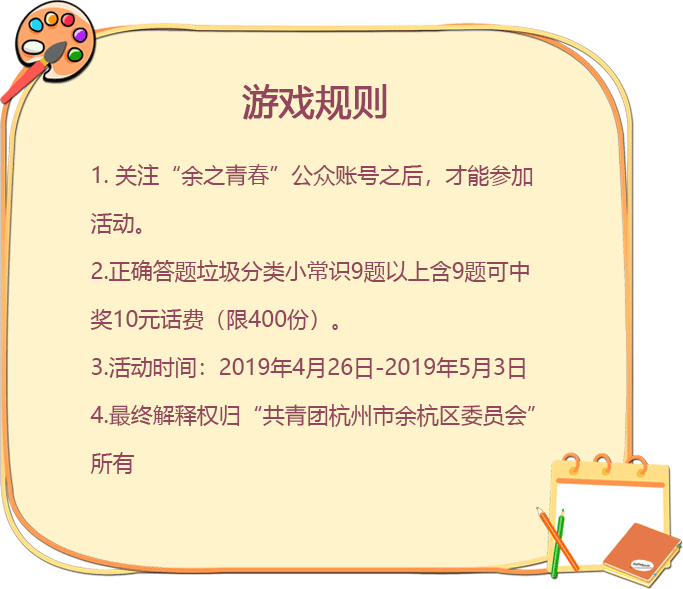 游戏规则
1. 关注“余之青春”公众账号之后，才能参加
活动。
2.正确答题垃圾分类小常识9题以上含9题可中
奖10元话费（限400份）。
3.活动时间：2019年4月26日-2019年5月3日
4.最终解释权归“共青团杭州市余杭区委员会”
所有